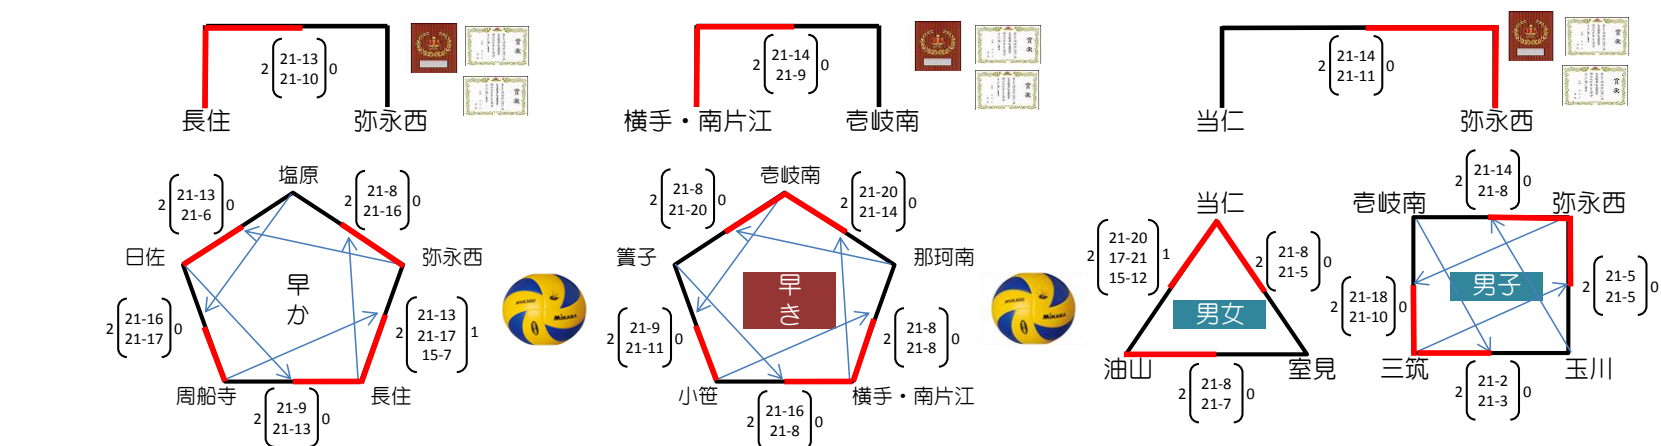 2 21-13 0
21-10
長住
弥永西
2 21-14 0
21-9
横手・南片江
壱岐南
2 21-14 0
21-11
当仁
弥永西
塩原
2 21-13 0
21-6
2 21-8 0
21-16
日佐
弥永西
早
か
2 21-16 0
21-17
2 21-13 1
21-17
15-7
周船寺
長住
2 21-9 0
21-13
MVA300
MIKASA
壱岐南
2 21-8 0
21-20
2 21-20 0
21-14
簀子
那珂南
早
き
2 21-9 0
21-11
2 21-8 0
21-8
小笹
横手・南片江
2 21-16 0
21-8
MVA300
MIKASA
当仁
2 21-20 1
17-21
15-12
2 21-8 0
21-5
男女
油山
室見
2 21-8 0
21-7
2 21-14 0
21-8
壱岐南
弥永西
男子
2 21-18 0
21-10
2 21-5 0
21-5
三筑
玉川
2 21-2 0
21-3